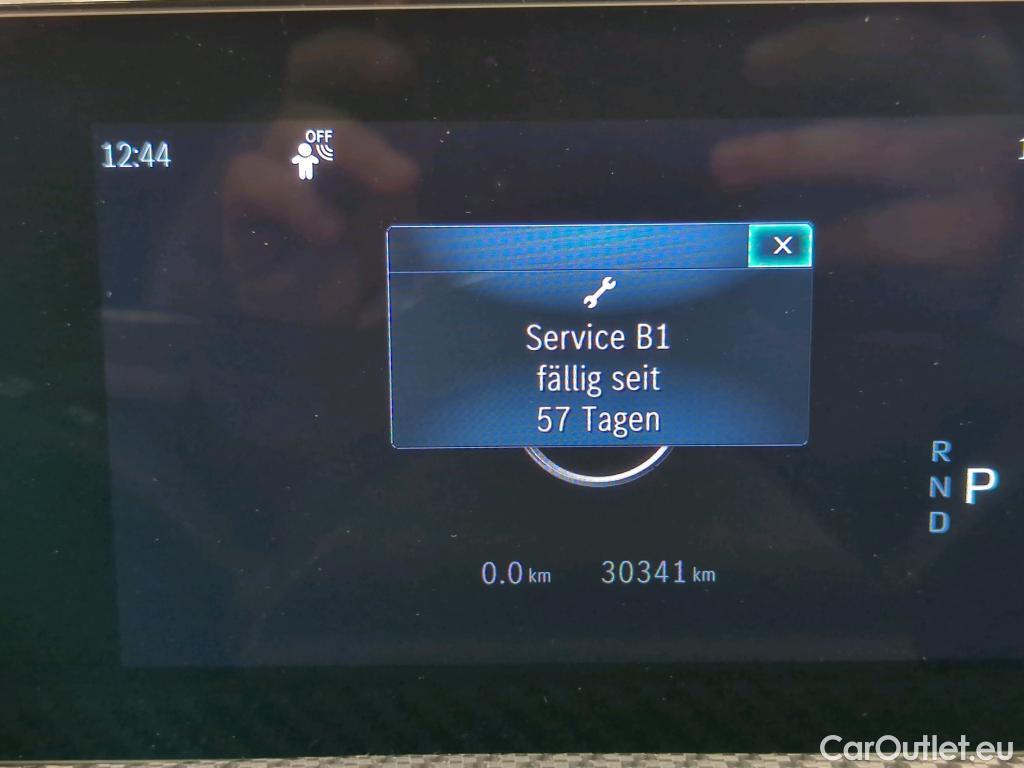 OFF
12:44
X
Service B1
fällig seit
57 Tagen
R
N P
D
0.0 km 30341 km
CarOutlet.eu